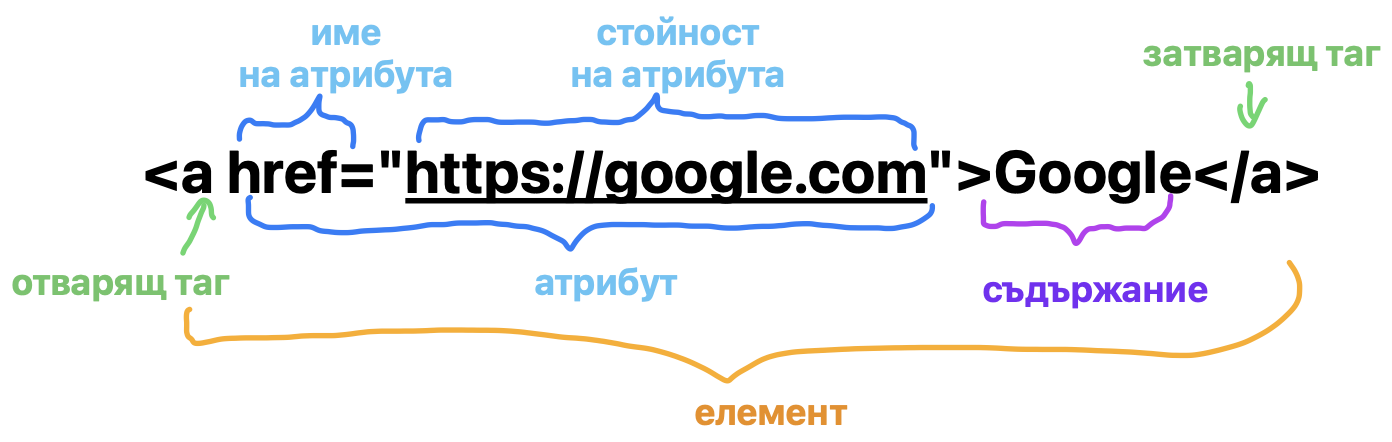 име
на атрибута
стойност
на атрибута
затварящ таг
<a href="https://google.com">Google</a>
отварящ таг
атрибут
съдържание
елемент